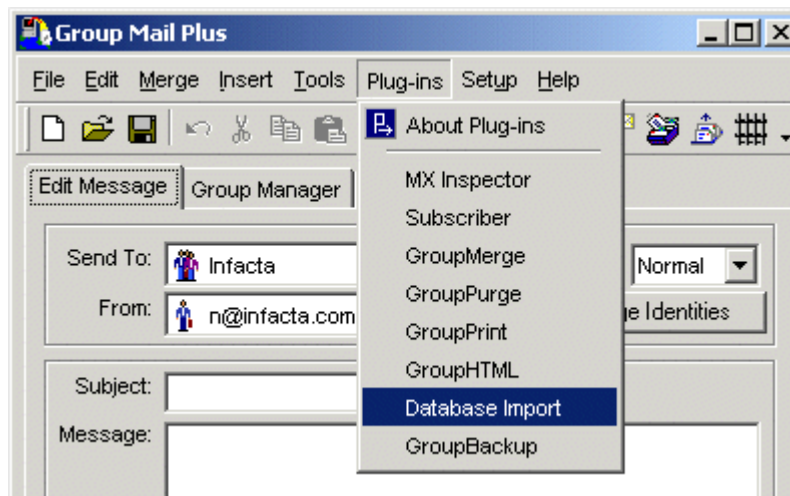 Group Mail Plus
File Edit Merge Insert Tools Plug-ins Setup Help
About Plug-ins
Edit Message Group Manager
MX Inspector
Subscriber
Send To: Infacta
GroupMerge
Normal
GroupPurge
From: n@infacta.com
Identities
GroupPrint
GroupHTML
Subject:
Database Import
Message:
GroupBackup